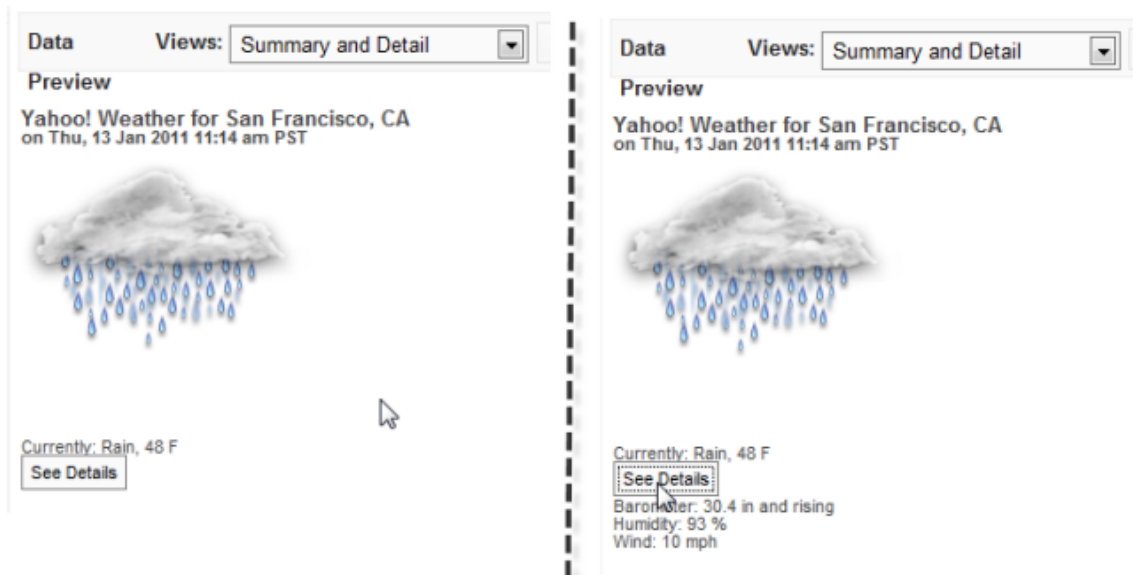 Data Views: Summary and Detail
Preview
Yahoo! Weather for San Francisco, CA
on Thu, 13 Jan 2011 11:14 am PST
Currently: Rain, 48 F
See Details
Data Views: Summary and Detail
Preview
Yahoo! Weather for San Francisco, CA
on Thu, 13 Jan 2011 11:14 am PST
Currently: Rain, 48 F
See Details
Barometer: 30.4 in and rising
Humidity: 93 %
Wind: 10 mph